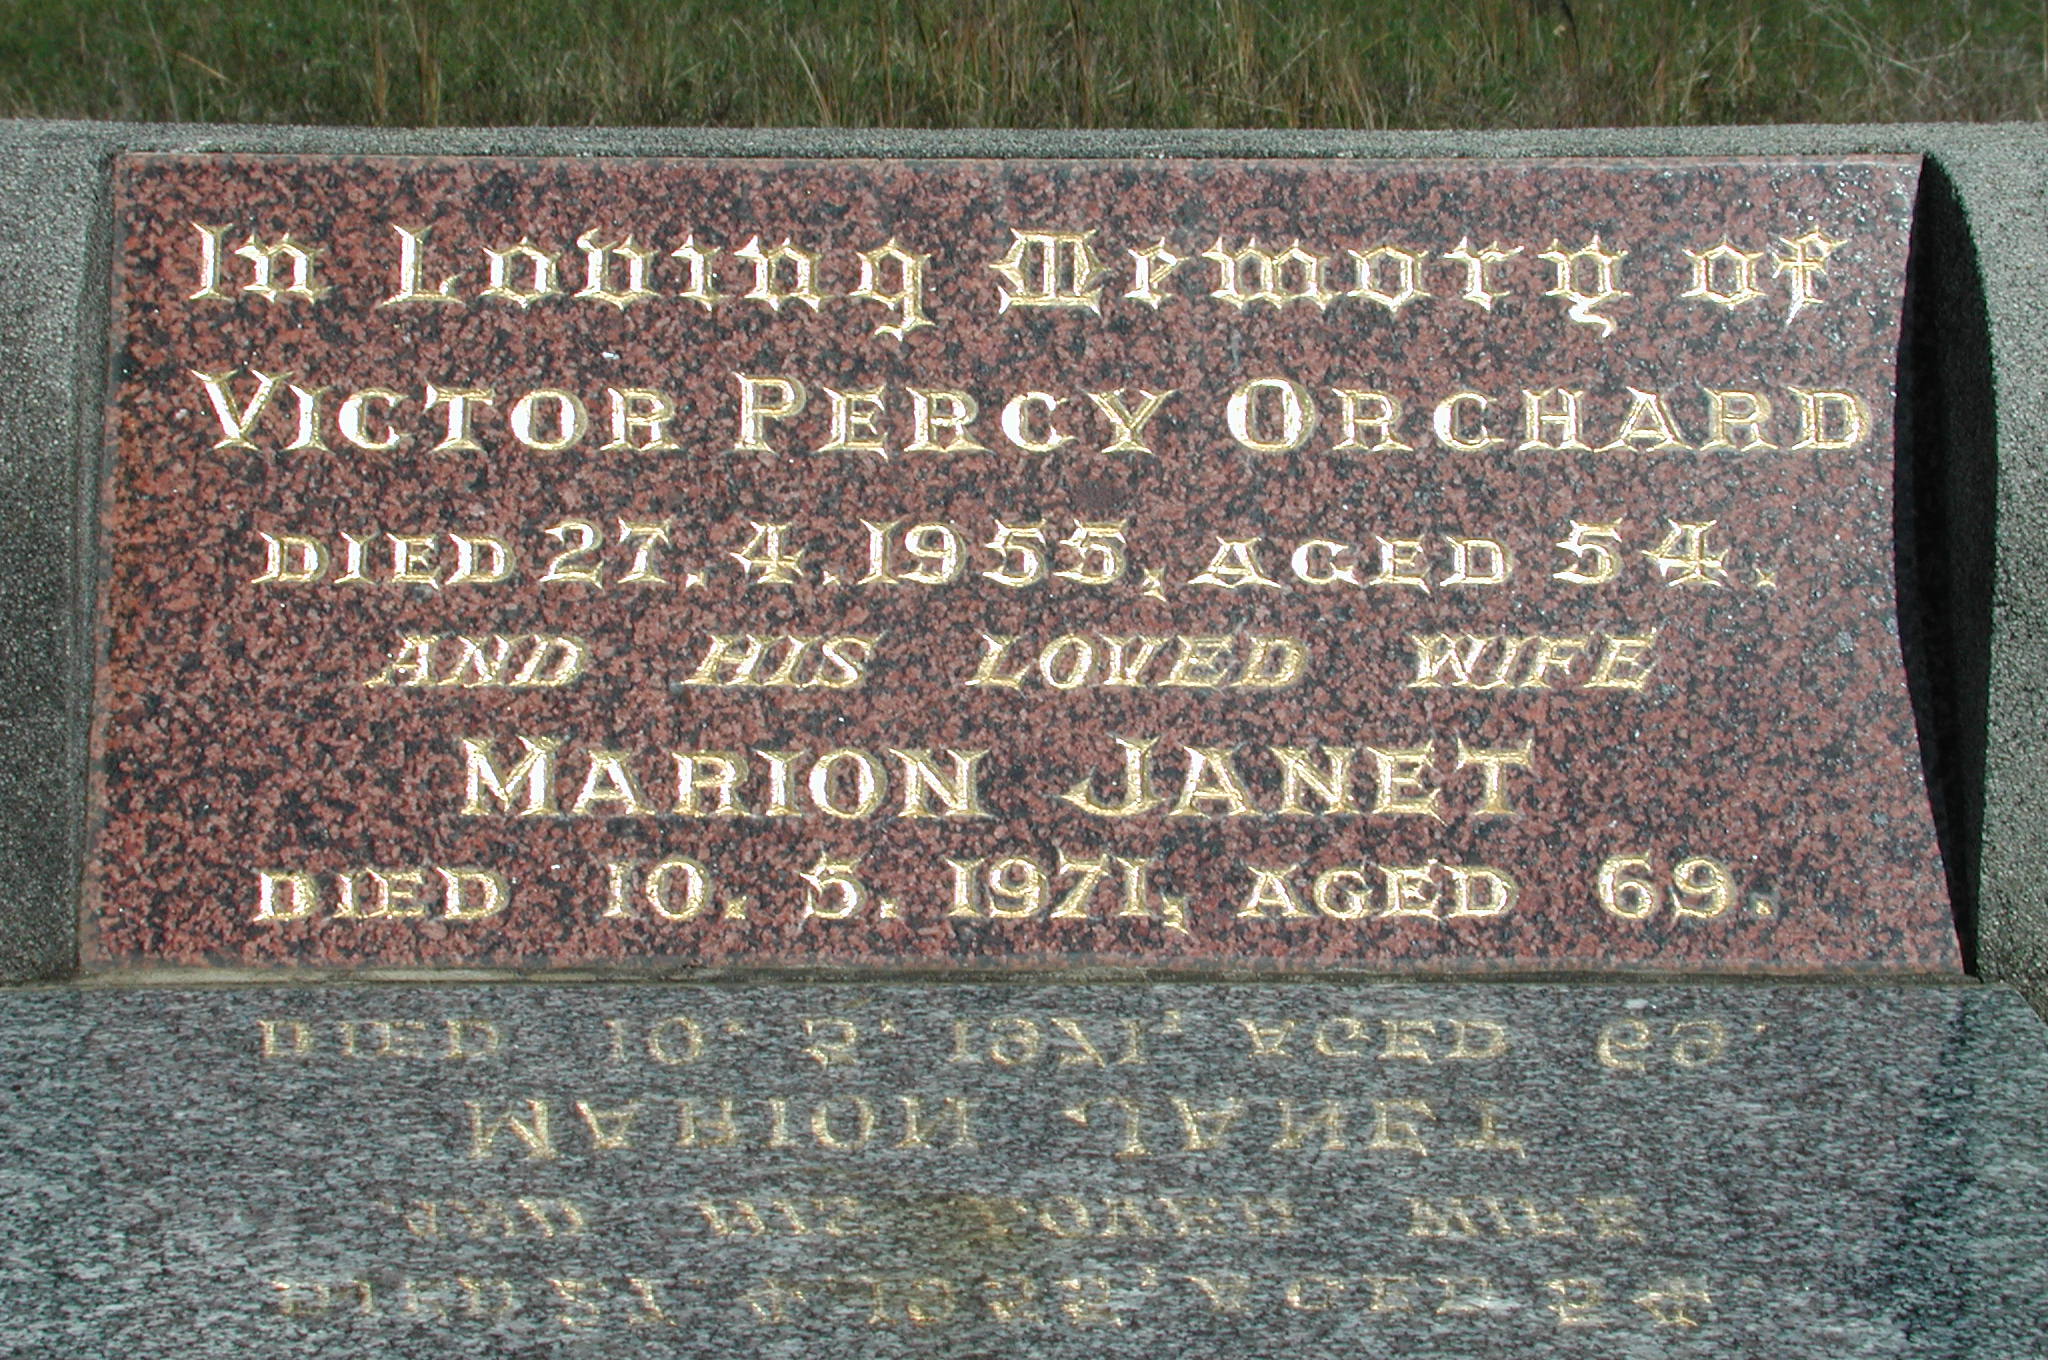 In Loving Memory of
VICTOR PERCY ORCHARD
DIED 27.4.1955, AGED 54.
AND HIS LOVED WIFE
MARION JANET
DIED 10. 5. 1971, AGED 69.